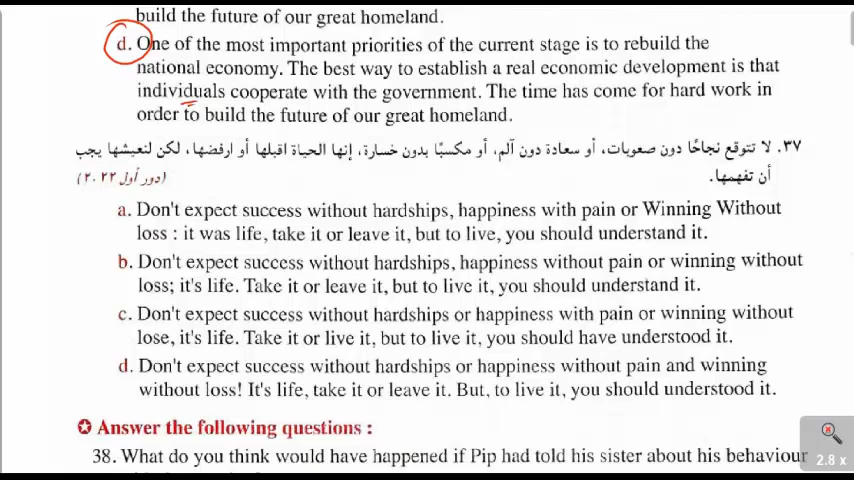 build the future of our great homeland.
d. One of the most important priorities of the current stage is to rebuild the
national economy. The best way to establish a real economic development is that
individuals cooperate with the government. The time has come for hard work in
order to build the future of our great homeland.
٣٧. لا تتوقع نجاحًا دون صعوبات، أو سعادة دون آلم، أو مكسبًا بدون خسارة، إنها الحياة اقبلها أو ارفضها، لكن لتعيشها يجب
أن تفهمها. (دور أول ٢٠٢٢)
a. Don't expect success without hardships, happiness with pain or Winning Without
loss : it was life, take it or leave it, but to live, you should understand it.
b. Don't expect success without hardships, happiness without pain or winning without
loss; it's life. Take it or leave it, but to live it, you should understand it.
c. Don't expect success without hardships or happiness with pain or winning without
lose, it's life. Take it or live it, but to live it, you should have understood it.
d. Don't expect success without hardships or happiness without pain and winning
without loss! It's life, take it or leave it. But, to live it, you should understood it.
✪ Answer the following questions :
38. What do you think would have happened if Pip had told his sister about his behaviour
2.8 x